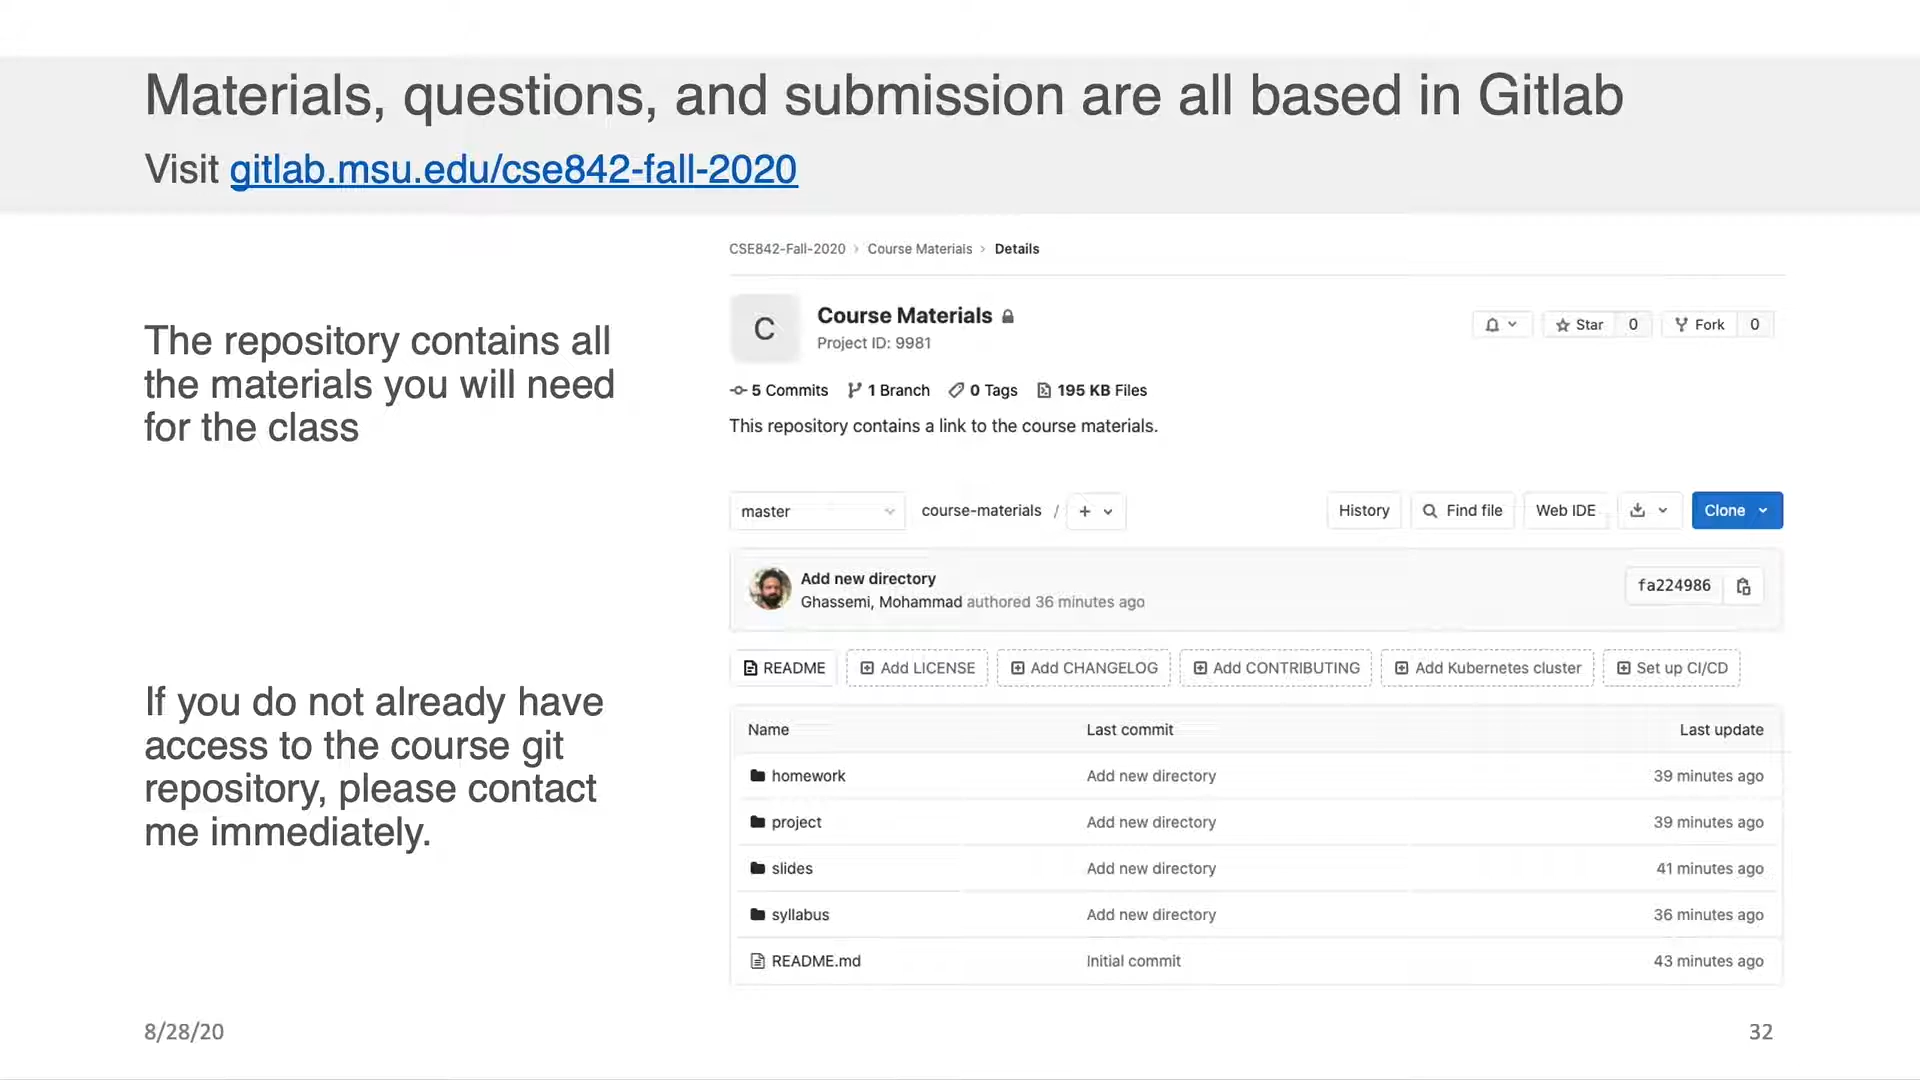 Materials, questions, and submission are all based in Gitlab
Visit gitlab.msu.edu/cse842-fall-2020
The repository contains all
the materials you will need
for the class
If you do not already have
access to the course git
repository, please contact
me immediately.
CSE842-Fall-2020 › Course Materials › Details
C
Course Materials
Project ID: 9981
Star 0 Fork 0
5 Commits 1 Branch 0 Tags 195 KB Files
This repository contains a link to the course materials.
master course-materials / + History Find file Web IDE Clone
Add new directory
Ghassemi, Mohammad authored 36 minutes ago
fa224986
README Add LICENSE Add CHANGELOG Add CONTRIBUTING Add Kubernetes cluster Set up CI/CD
Name Last commit Last update
homework Add new directory 39 minutes ago
project Add new directory 39 minutes ago
slides Add new directory 41 minutes ago
syllabus Add new directory 36 minutes ago
README.md Initial commit 43 minutes ago
8/28/20 32